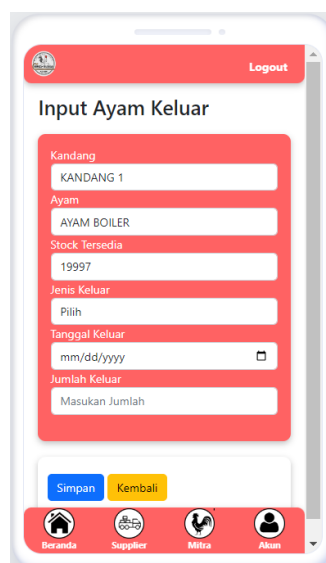 Logout
Input Ayam Keluar
Kandang
KANDANG 1
Ayam
AYAM BOILER
Stock Tersedia
19997
Jenis Keluar
Pilih
Tanggal Keluar
mm/dd/yyyy
Jumlah Keluar
Masukan Jumlah
Simpan Kembali
Beranda Supplier Mitra Akun